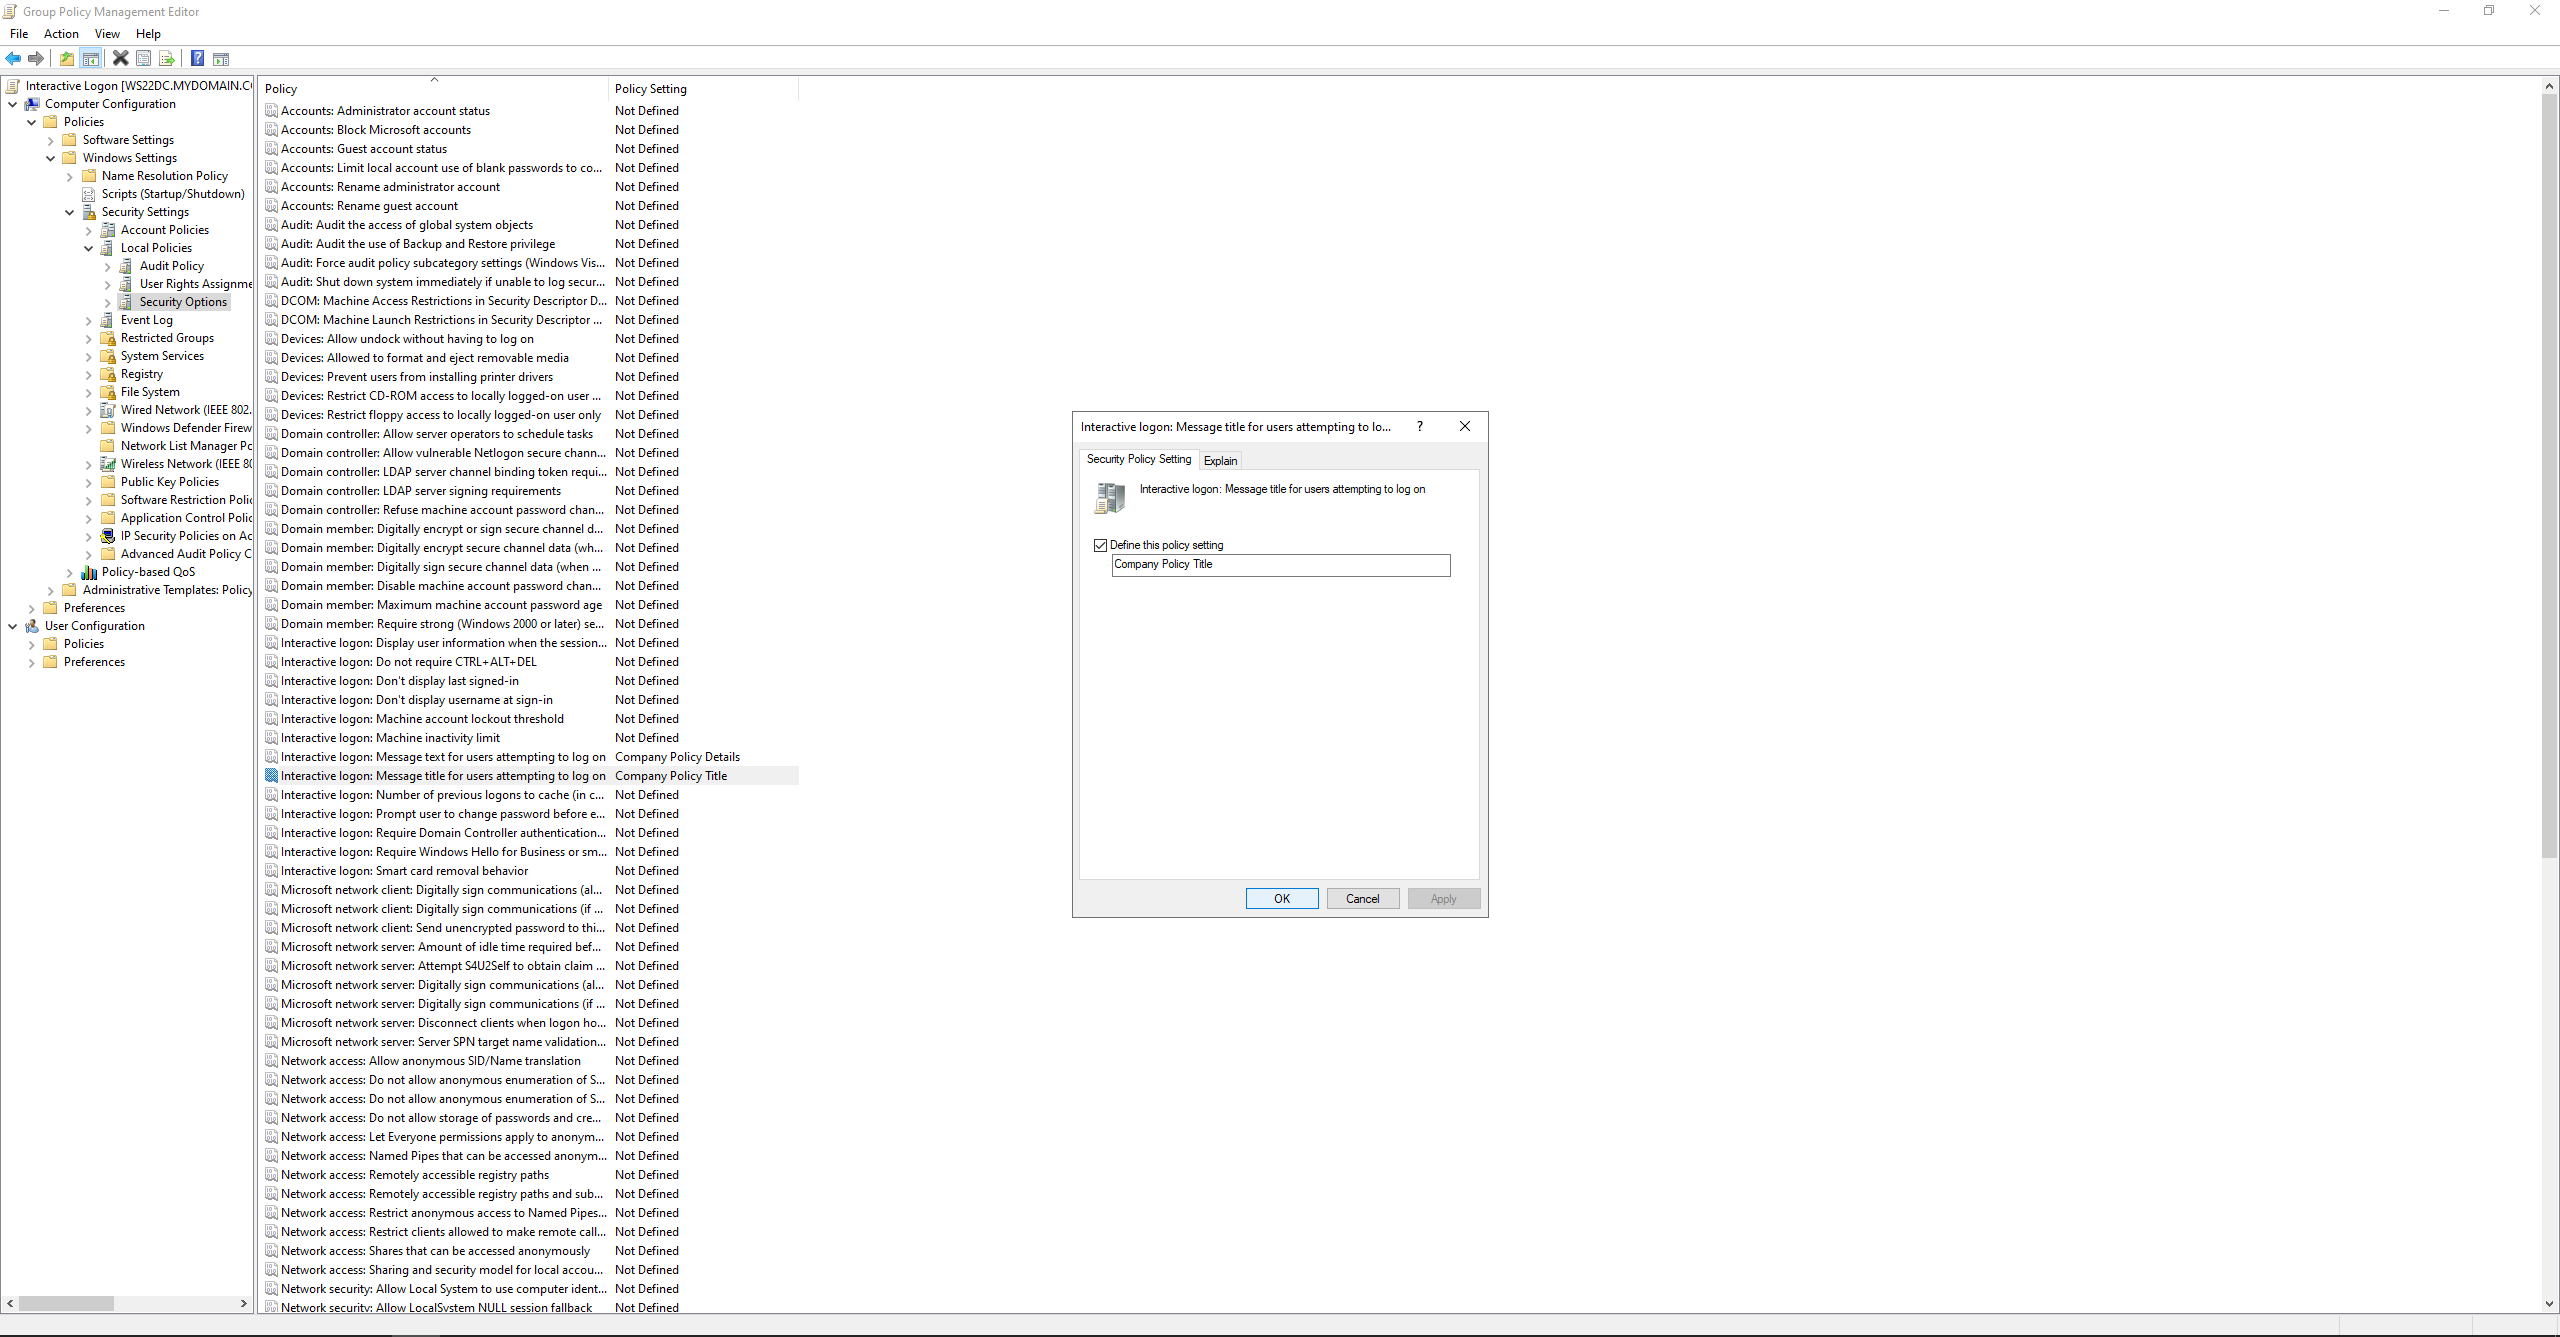 Group Policy Management Editor
File Action View Help
Interactive Logon [WS22DC.MYDOMAIN.C
Computer Configuration
Policies
Software Settings
Windows Settings
Name Resolution Policy
Scripts (Startup/Shutdown)
Security Settings
Account Policies
Local Policies
Audit Policy
User Rights Assignme
Security Options
Event Log
Restricted Groups
System Services
Registry
File System
Wired Network (IEEE 802.
Windows Defender Firew
Network List Manager Po
Wireless Network (IEEE 80
Public Key Policies
Software Restriction Polic
Application Control Polic
IP Security Policies on Ac
Advanced Audit Policy C
Policy-based QoS
Administrative Templates: Policy
Preferences
User Configuration
Policies
Preferences
Policy Policy Setting
Accounts: Administrator account status Not Defined
Accounts: Block Microsoft accounts Not Defined
Accounts: Guest account status Not Defined
Accounts: Limit local account use of blank passwords to co... Not Defined
Accounts: Rename administrator account Not Defined
Accounts: Rename guest account Not Defined
Audit: Audit the access of global system objects Not Defined
Audit: Audit the use of Backup and Restore privilege Not Defined
Audit: Force audit policy subcategory settings (Windows Vis... Not Defined
Audit: Shut down system immediately if unable to log secur... Not Defined
DCOM: Machine Access Restrictions in Security Descriptor D... Not Defined
DCOM: Machine Launch Restrictions in Security Descriptor ... Not Defined
Devices: Allow undock without having to log on Not Defined
Devices: Allowed to format and eject removable media Not Defined
Devices: Prevent users from installing printer drivers Not Defined
Devices: Restrict CD-ROM access to locally logged-on user ... Not Defined
Devices: Restrict floppy access to locally logged-on user only Not Defined
Domain controller: Allow server operators to schedule tasks Not Defined
Domain controller: Allow vulnerable Netlogon secure chann... Not Defined
Domain controller: LDAP server channel binding token requi... Not Defined
Domain controller: LDAP server signing requirements Not Defined
Domain controller: Refuse machine account password chan... Not Defined
Domain member: Digitally encrypt or sign secure channel d... Not Defined
Domain member: Digitally encrypt secure channel data (wh... Not Defined
Domain member: Digitally sign secure channel data (when ... Not Defined
Domain member: Disable machine account password chan... Not Defined
Domain member: Maximum machine account password age Not Defined
Domain member: Require strong (Windows 2000 or later) se... Not Defined
Interactive logon: Display user information when the session... Not Defined
Interactive logon: Do not require CTRL+ALT+DEL Not Defined
Interactive logon: Don't display last signed-in Not Defined
Interactive logon: Don't display username at sign-in Not Defined
Interactive logon: Machine account lockout threshold Not Defined
Interactive logon: Machine inactivity limit Not Defined
Interactive logon: Message text for users attempting to log on Company Policy Details
Interactive logon: Message title for users attempting to log on Company Policy Title
Interactive logon: Number of previous logons to cache (in c... Not Defined
Interactive logon: Prompt user to change password before e... Not Defined
Interactive logon: Require Domain Controller authentication... Not Defined
Interactive logon: Require Windows Hello for Business or sm... Not Defined
Interactive logon: Smart card removal behavior Not Defined
Microsoft network client: Digitally sign communications (al... Not Defined
Microsoft network client: Digitally sign communications (if ... Not Defined
Microsoft network client: Send unencrypted password to thi... Not Defined
Microsoft network server: Amount of idle time required bef... Not Defined
Microsoft network server: Attempt S4U2Self to obtain claim ... Not Defined
Microsoft network server: Digitally sign communications (al... Not Defined
Microsoft network server: Digitally sign communications (if ... Not Defined
Microsoft network server: Disconnect clients when logon ho... Not Defined
Microsoft network server: Server SPN target name validation... Not Defined
Network access: Allow anonymous SID/Name translation Not Defined
Network access: Do not allow anonymous enumeration of S... Not Defined
Network access: Do not allow anonymous enumeration of S... Not Defined
Network access: Do not allow storage of passwords and cre... Not Defined
Network access: Let Everyone permissions apply to anonym... Not Defined
Network access: Named Pipes that can be accessed anonym... Not Defined
Network access: Remotely accessible registry paths Not Defined
Network access: Remotely accessible registry paths and sub... Not Defined
Network access: Restrict anonymous access to Named Pipes... Not Defined
Network access: Restrict clients allowed to make remote call... Not Defined
Network access: Shares that can be accessed anonymously Not Defined
Network access: Sharing and security model for local accou... Not Defined
Network security: Allow Local System to use computer ident... Not Defined
Network security: Allow LocalSystem NULL session fallback Not Defined
Interactive logon: Message title for users attempting to lo... ?
Security Policy Setting Explain
Interactive logon: Message title for users attempting to log on
Define this policy setting
Company Policy Title
OK Cancel Apply